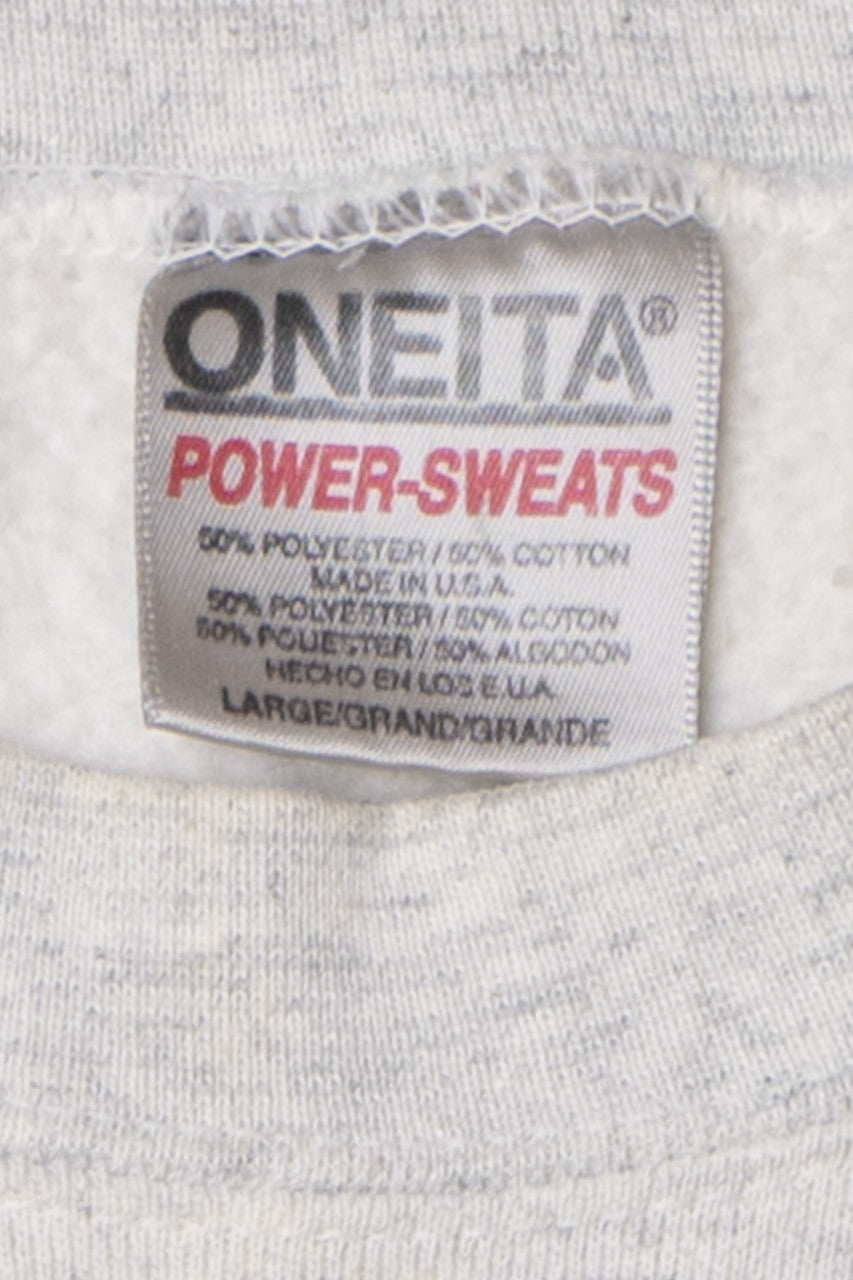 ONEITA®
POWER-SWEATS
50% POLYESTER / 50% COTTON
MADE IN U.S.A.
50% POLYESTER / 50% COTON
50% POLIESTER / 50% ALGODON
HECHO EN LOS E.U.A.
LARGE/GRAND/GRANDE